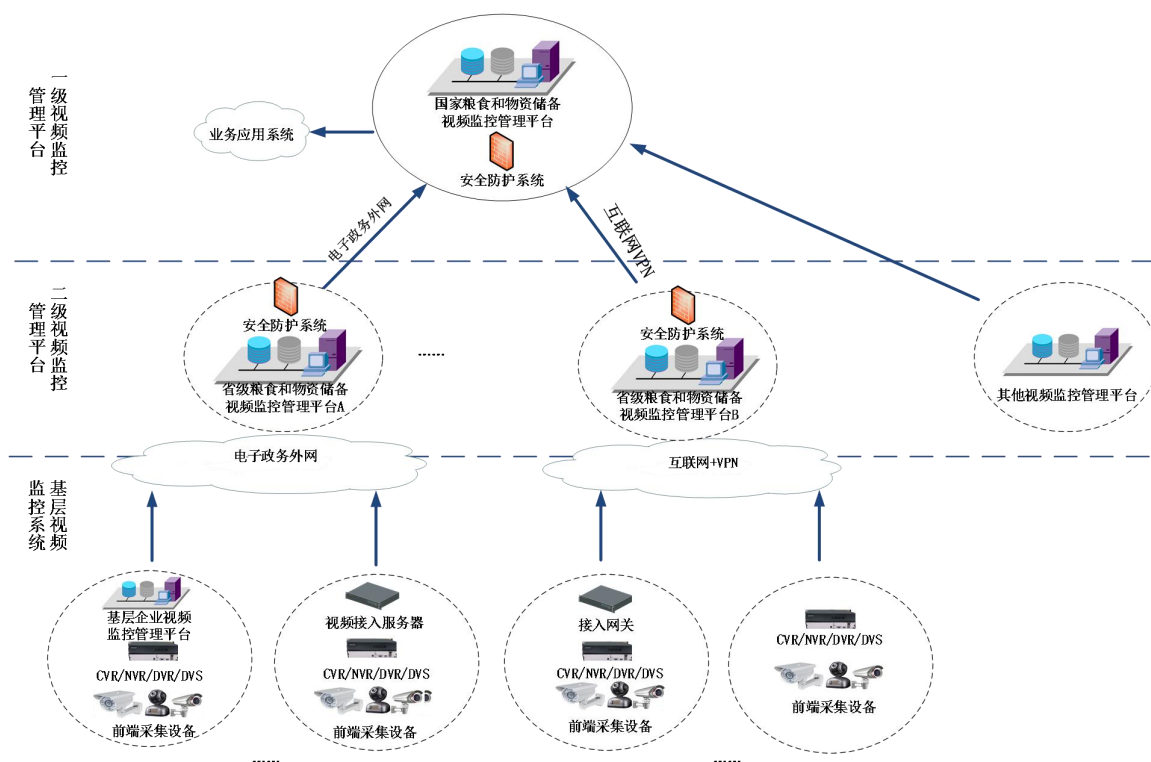 一级视频监控
管理平台
国家粮食和物资储备
视频监控管理平台
业务应用系统
安全防护系统
电子政务外网
互联网VPN
二级视频监控
管理平台
安全防护系统
省级粮食和物资储备
视频监控管理平台A
......
安全防护系统
省级粮食和物资储备
视频监控管理平台B
其他视频监控管理平台
电子政务外网
互联网+VPN
基层视频
监控系统
基层企业视频
监控管理平台
CVR/NVR/DVR/DVS
前端采集设备
视频接入服务器
CVR/NVR/DVR/DVS
前端采集设备
接入网关
CVR/NVR/DVR/DVS
前端采集设备
CVR/NVR/DVR/DVS
前端采集设备
......
......